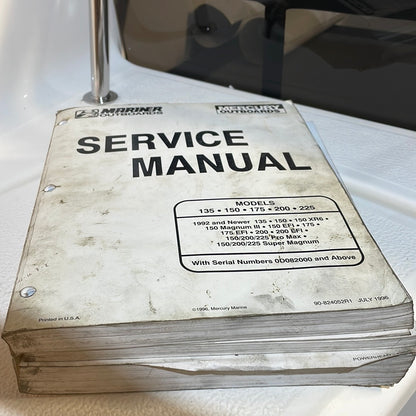 MARINER
OUTBOARDS
MERCURY
OUTBOARDS
SERVICE
MANUAL
MODELS
135 • 150 • 175 • 200 • 225
1992 and Newer 135 • 150 • 150 XR6 •
150 Magnum III • 150 EFI • 175 •
175 EFI • 200 • 200 EFI •
150/200/225 Pro Max •
150/200/225 Super Magnum
With Serial Numbers 0D082000 and Above
Printed in U.S.A.
©1996, Mercury Marine
90-824052R1 JULY 1996
POWERHEAD